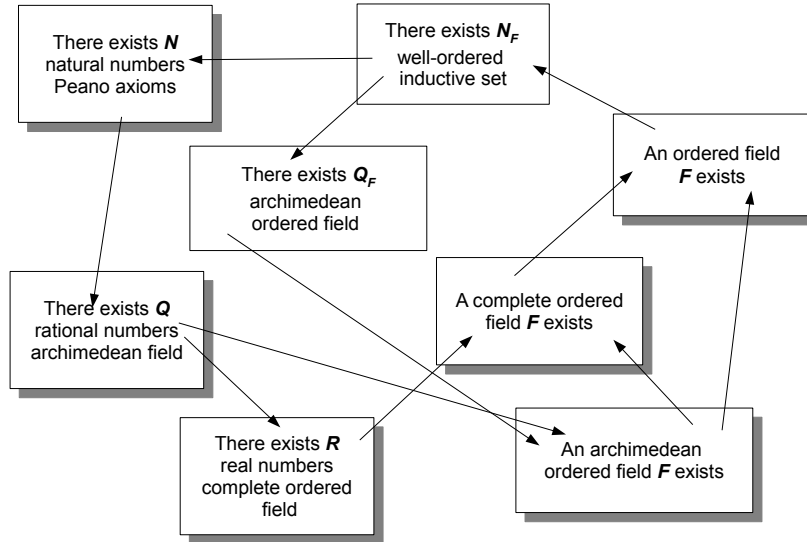 There exists N
natural numbers
Peano axioms
There exists N_F
well-ordered
inductive set
An ordered field
F exists
There exists Q_F
archimedean
ordered field
There exists Q
rational numbers
archimedean field
A complete ordered
field F exists
There exists R
real numbers
complete ordered
field
An archimedean
ordered field F exists